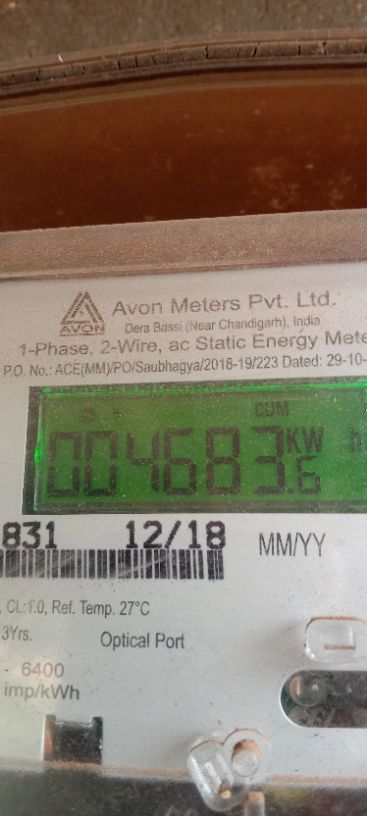 AVON
Avon Meters Pvt. Ltd.
Dera Bassi (Near Chandigarh), India
1-Phase, 2-Wire, ac Static Energy Mete
P.O. No.: ACE(MM)/PO/Saubhagya/2018-19/223 Dated: 29-10-
CUM
004683.6 KW h
831 12/18 MM/YY
, CL:1.0, Ref. Temp. 27°C
3Yrs. Optical Port
- 6400
imp/kWh